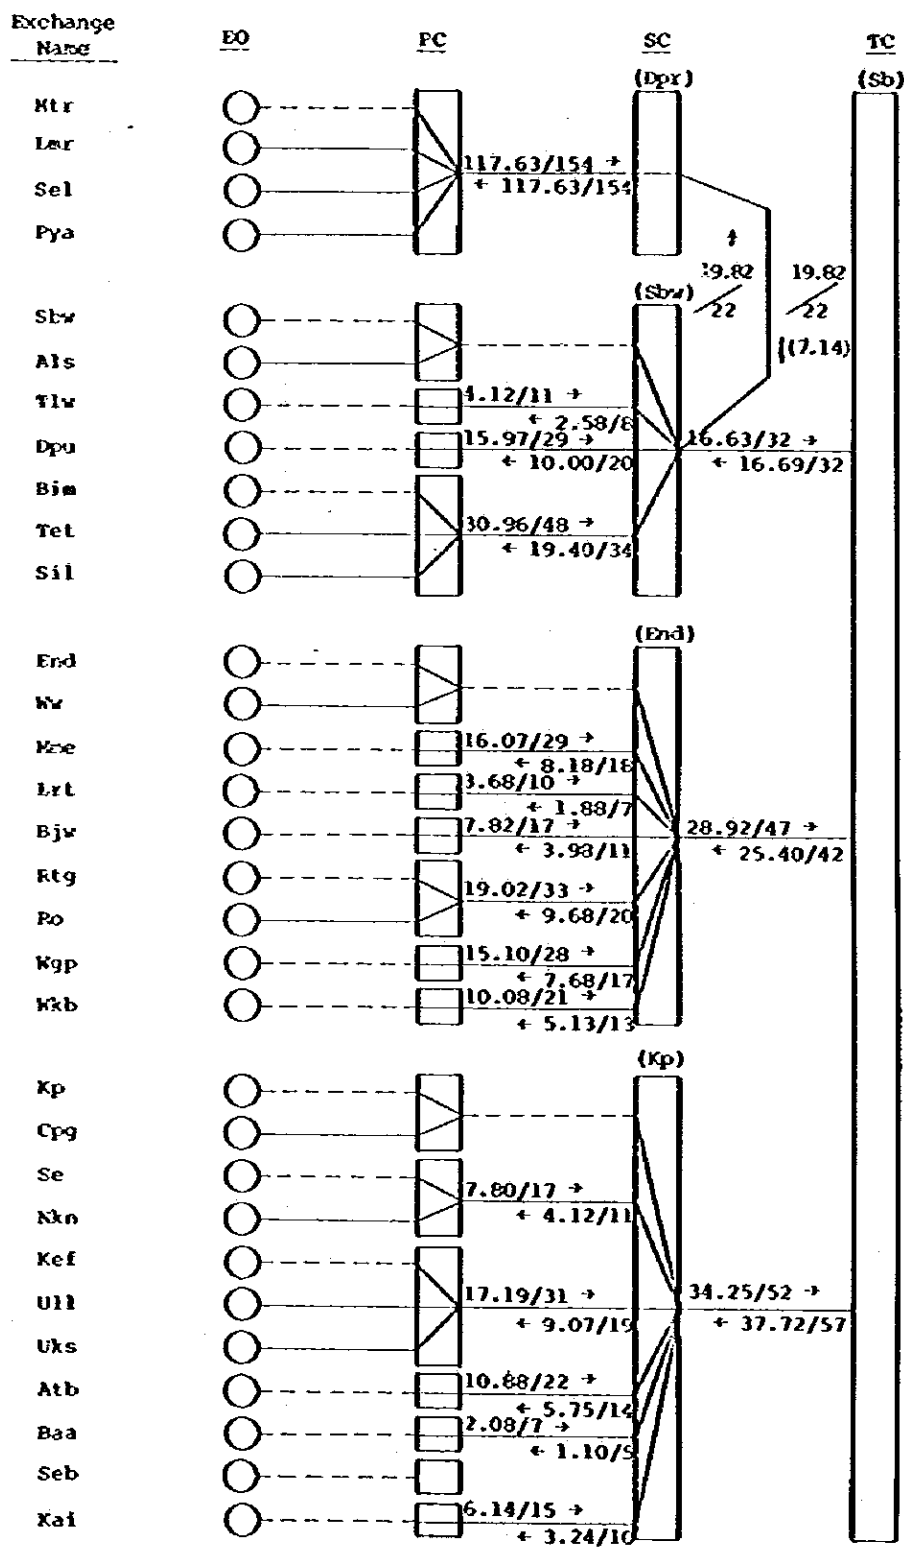 Exchange
Name EO PC SC TC
(Dpr) (Sb)
Mtr
Lmr
117.63/154 →
Sel ← 117.63/154
Pya
↑
19.82 19.82
22 22
(Sbw)
Sbw
(7.14)
Als
Tlw 4.12/11 →
← 2.58/8
Dpu 15.97/29 → 16.63/32 →
← 10.00/20 ← 16.69/32
Bim
Tet 30.96/48 →
← 19.40/34
Sil
(End)
End
Ww
16.07/29 →
← 8.18/18
Lrt 3.68/10 →
← 1.88/7
Bjw 7.82/17 → 28.92/47 →
← 3.98/11 ← 25.40/42
Rtg
19.02/33 →
Ro ← 9.68/20
Wgp 15.10/28 →
← 7.68/17
Wkb 10.08/21 →
← 5.13/13
(Kp)
Kp
Cpg
Se
7.80/17 →
Nkn ← 4.12/11
Kef
Ull 17.19/31 → 34.25/52 →
← 9.07/19 ← 37.72/57
Uks
Atb 10.88/22 →
← 5.75/14
Baa 2.08/7 →
← 1.10/5
Seb
Kai 6.14/15 →
← 3.24/10